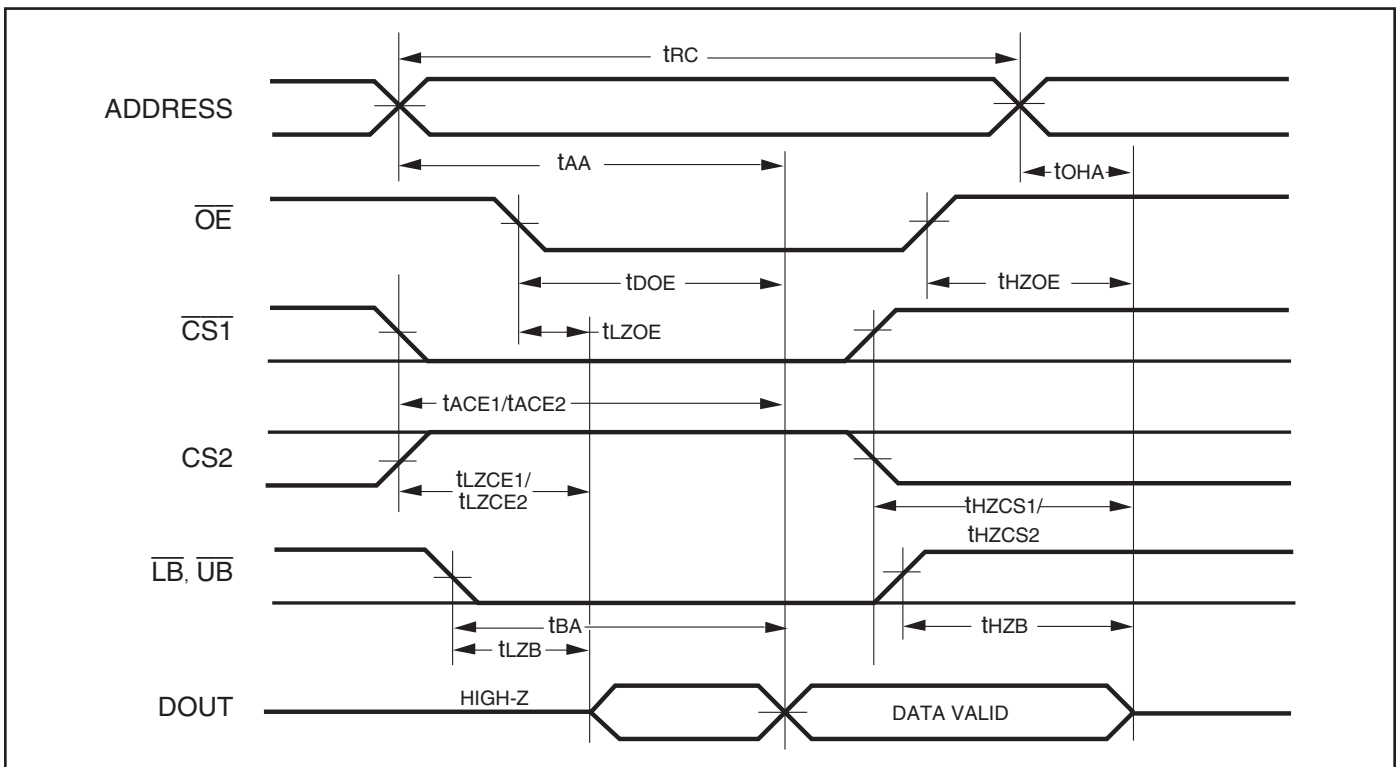 tRC
ADDRESS
tAA
tOHA
OE
tDOE
tHZOE
CS1
tLZOE
tACE1/tACE2
CS2
tLZCE1/
tLZCE2
tHZCS1/
tHZCS2
LB, UB
tBA
tHZB
tLZB
HIGH-Z
DOUT
DATA VALID